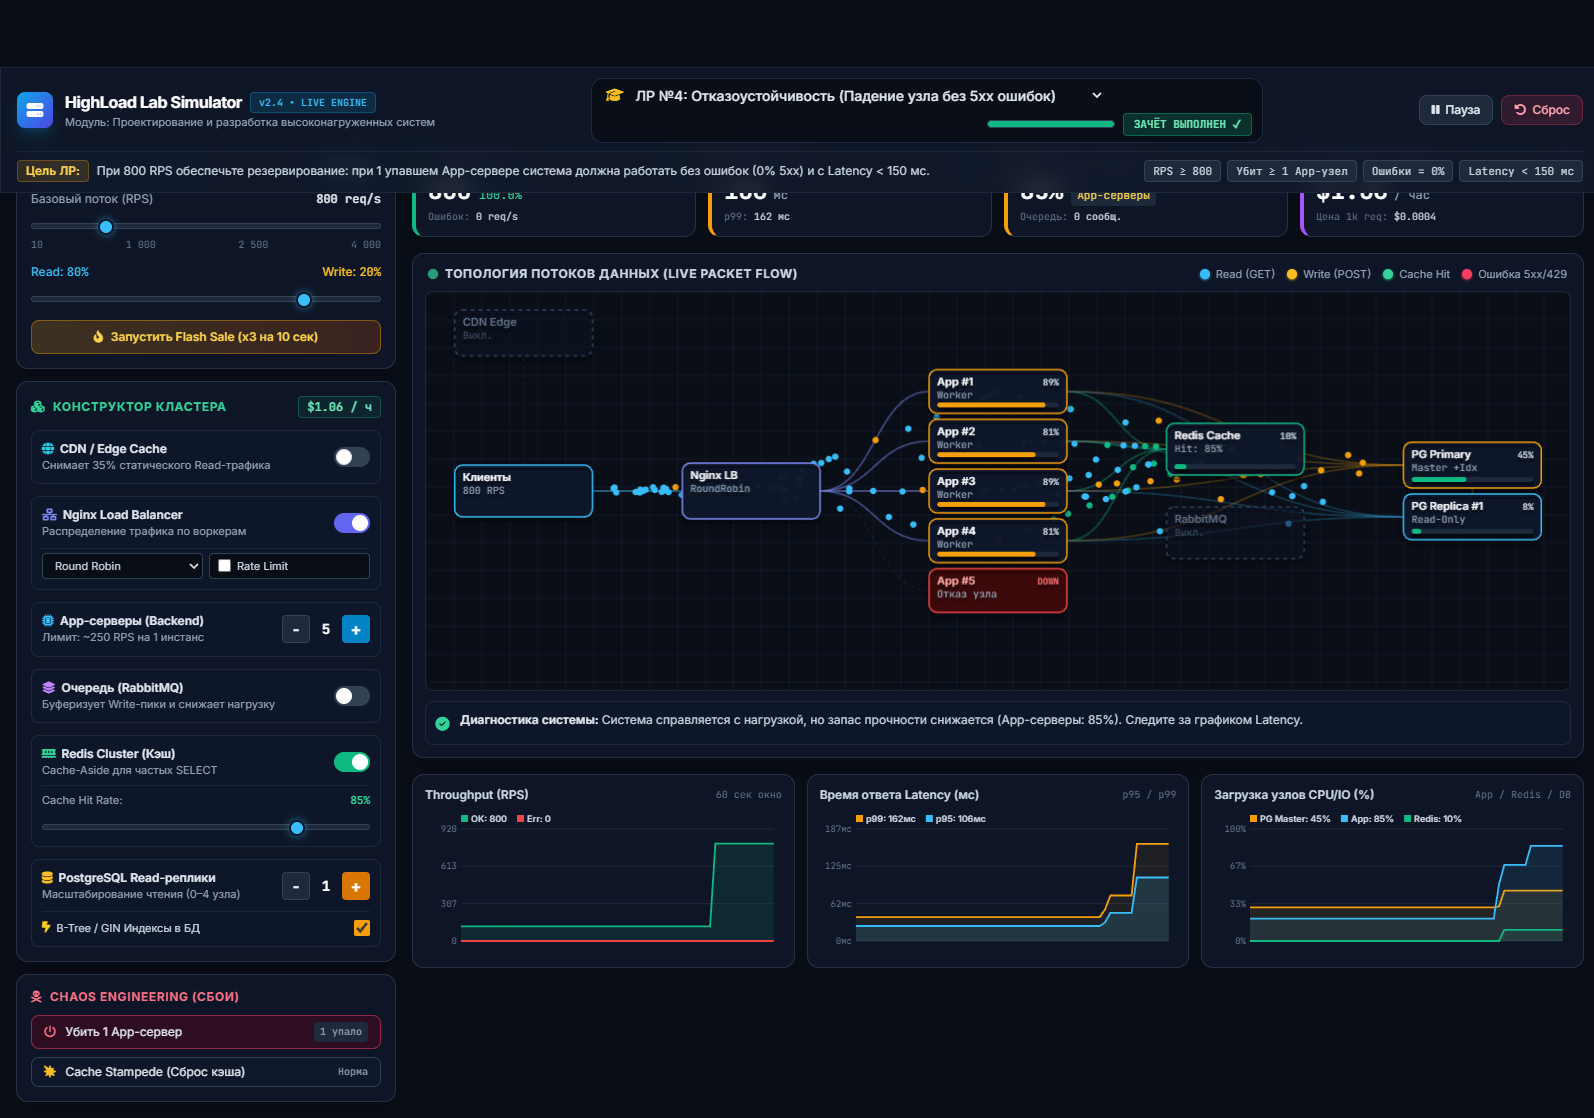 HighLoad Lab Simulator
v2.4 • LIVE ENGINE
Модуль: Проектирование и разработка высоконагруженных систем
ЛР №4: Отказоустойчивость (Падение узла без 5xx ошибок)
ЗАЧЁТ ВЫПОЛНЕН ✓
Пауза
Сброс
Цель ЛР:
При 800 RPS обеспечьте резервирование: при 1 упавшем App-сервере система должна работать без ошибок (0% 5xx) и с Latency < 150 мс.
RPS ≥ 800
Убит ≥ 1 App-узел
Ошибки = 0%
Latency < 150 мс
Базовый поток (RPS)
800 req/s
10
1 000
2 500
4 000
Read: 80%
Write: 20%
Запустить Flash Sale (x3 на 10 сек)
100.0%
Ошибок: 0 req/s
мс
p99: 162 мс
85%
App-серверы
Очередь: 0 сообщ.
/ час
Цена 1k req: $0.0004
КОНСТРУКТОР КЛАСТЕРА
$1.06 / ч
CDN / Edge Cache
Снимает 35% статического Read-трафика
Nginx Load Balancer
Распределение трафика по воркерам
Round Robin
Rate Limit
App-серверы (Backend)
Лимит: ~250 RPS на 1 инстанс
-
5
+
Очередь (RabbitMQ)
Буферизует Write-пики и снижает нагрузку
Redis Cluster (Кэш)
Cache-Aside для частых SELECT
Cache Hit Rate:
85%
PostgreSQL Read-реплики
Масштабирование чтения (0–4 узла)
-
1
+
B-Tree / GIN Индексы в БД
CHAOS ENGINEERING (СБОИ)
Убить 1 App-сервер
1 упало
Cache Stampede (Сброс кэша)
Норма
ТОПОЛОГИЯ ПОТОКОВ ДАННЫХ (LIVE PACKET FLOW)
Read (GET)
Write (POST)
Cache Hit
Ошибка 5xx/429
CDN Edge
Выкл.
Клиенты
800 RPS
Nginx LB
RoundRobin
App #1
89%
Worker
App #2
81%
Worker
App #3
89%
Worker
App #4
81%
Worker
App #5
DOWN
Отказ узла
Redis Cache
10%
Hit: 85%
RabbitMQ
Выкл.
PG Primary
45%
Master +Idx
PG Replica #1
8%
Read-Only
Диагностика системы: Система справляется с нагрузкой, но запас прочности снижается (App-серверы: 85%). Следите за графиком Latency.
Throughput (RPS)
60 сек окно
OK: 800
Err: 0
920
613
307
0
Время ответа Latency (мс)
p95 / p99
p99: 162мс
p95: 106мс
187мс
125мс
62мс
0мс
Загрузка узлов CPU/IO (%)
App / Redis / DB
PG Master: 45%
App: 85%
Redis: 10%
100%
67%
33%
0%